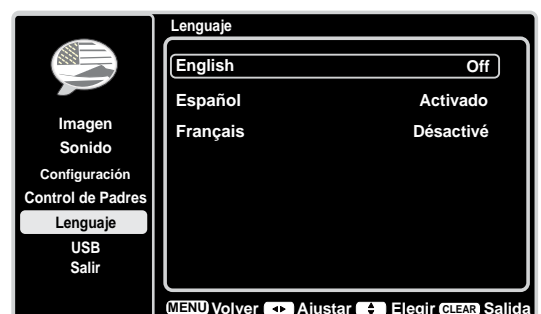 Lenguaje
English Off
Español Activado
Français Désactivé
Imagen
Sonido
Configuración
Control de Padres
Lenguaje
USB
Salir
MENU Volver Ajustar Elegir CLEAR Salida